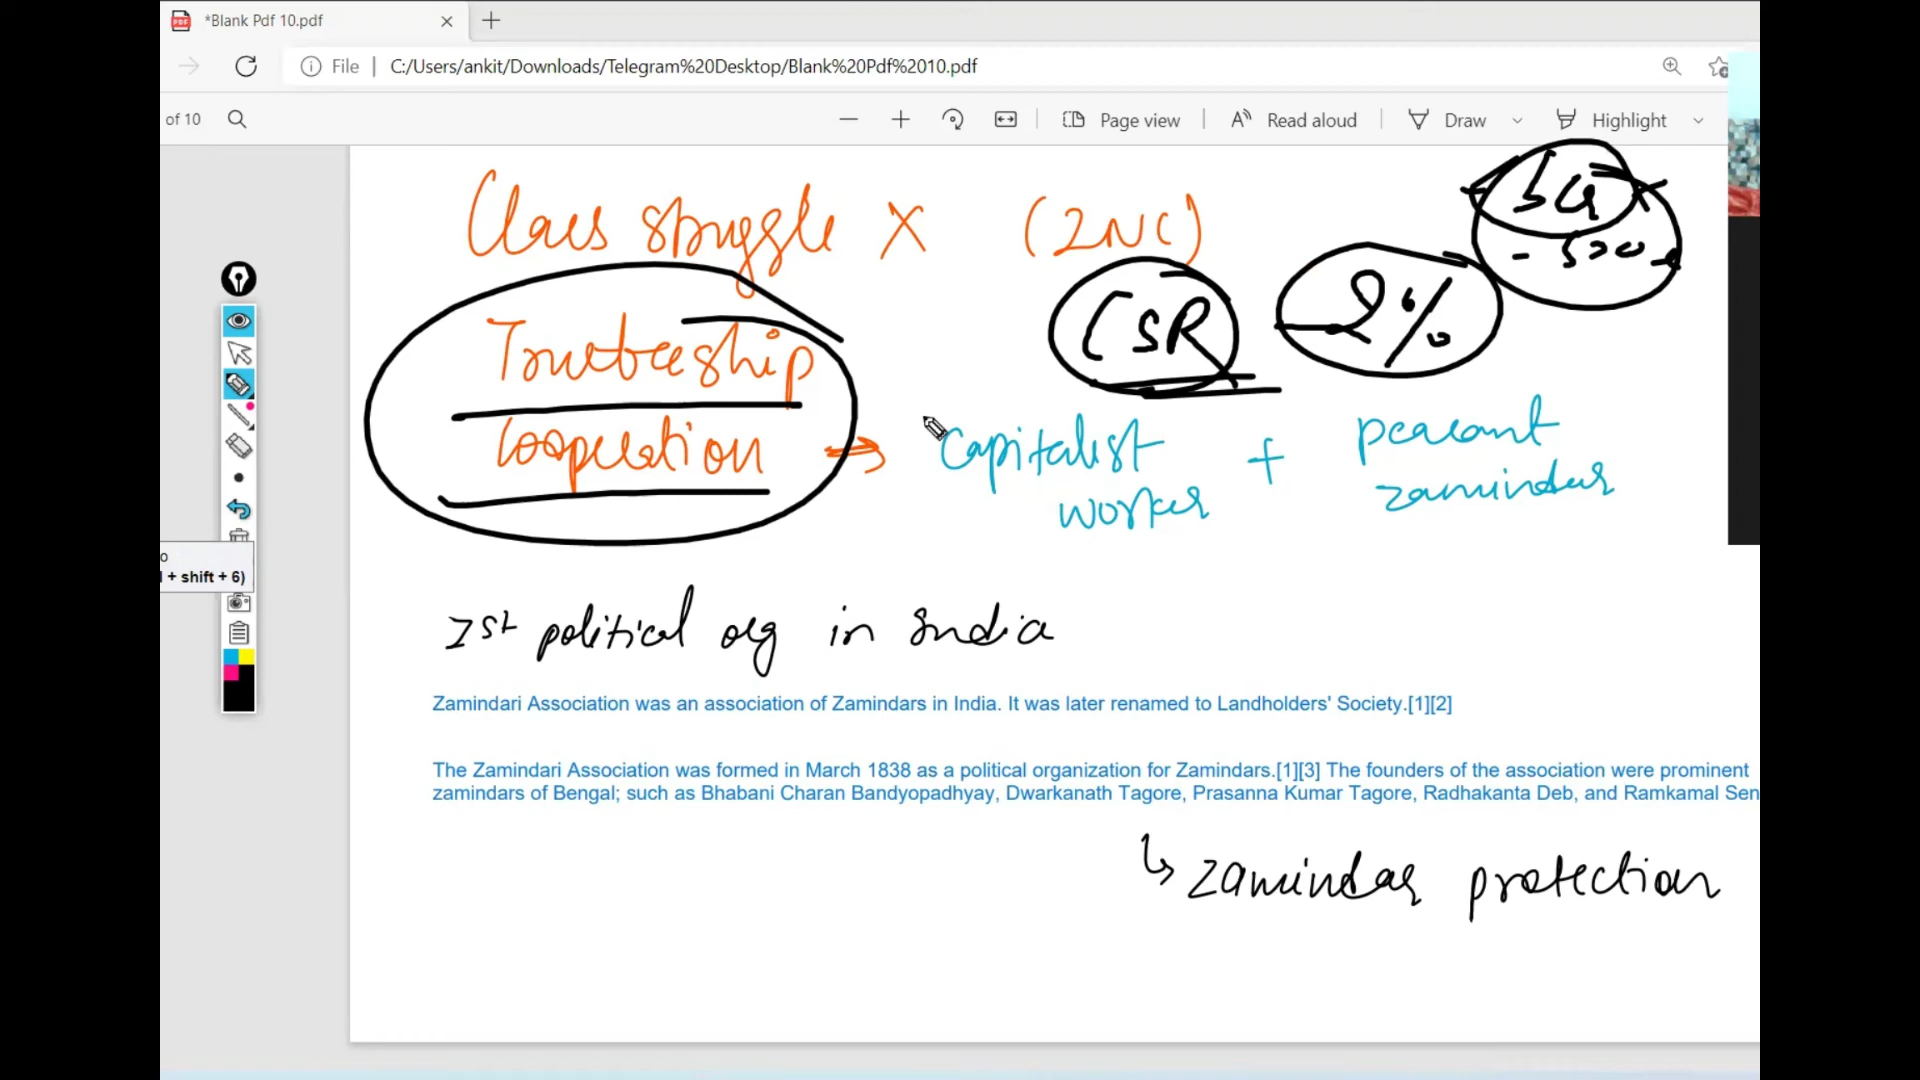 *Blank Pdf 10.pdf
File | C:/Users/ankit/Downloads/Telegram%20Desktop/Blank%20Pdf%2010.pdf
of 10
Page view
Read aloud
Draw
Highlight
Class struggle X (INC)
5G
CSR
2%
Trusteeship
Cooperation → Capitalist + peasant
worker zamindar
o
+ shift + 6)
1st political org in India
Zamindari Association was an association of Zamindars in India. It was later renamed to Landholders' Society.[1][2]
The Zamindari Association was formed in March 1838 as a political organization for Zamindars.[1][3] The founders of the association were prominent
zamindars of Bengal; such as Bhabani Charan Bandyopadhyay, Dwarkanath Tagore, Prasanna Kumar Tagore, Radhakanta Deb, and Ramkamal Sen
↳ zamindar protection